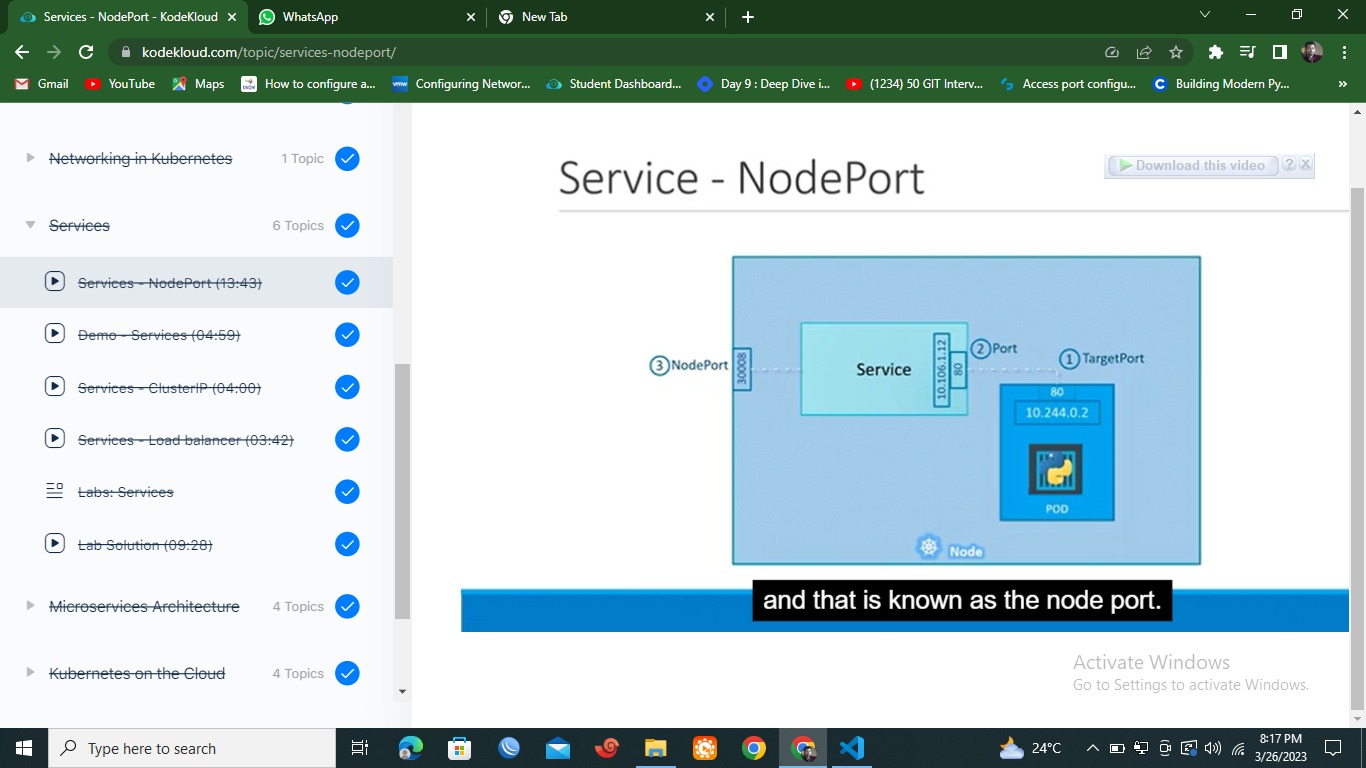 Services - NodePort - KodeKloud
WhatsApp
New Tab
kodekloud.com/topic/services-nodeport/
Gmail
YouTube
Maps
How to configure a...
Configuring Networ...
Student Dashboard...
Day 9 : Deep Dive i...
(1234) 50 GIT Interv...
Access port configu...
Building Modern Py...
Networking in Kubernetes
1 Topic
Services
6 Topics
Services - NodePort (13:43)
Demo - Services (04:59)
Services - ClusterIP (04:00)
Services - Load balancer (03:42)
Labs: Services
Lab Solution (09:28)
Microservices Architecture
4 Topics
Kubernetes on the Cloud
4 Topics
Service - NodePort
Download this video
?
3 NodePort
30008
Service
10.106.1.12
80
2 Port
1 TargetPort
80
10.244.0.2
POD
Node
and that is known as the node port.
Activate Windows
Go to Settings to activate Windows.
Type here to search
24°C
8:17 PM
3/26/2023